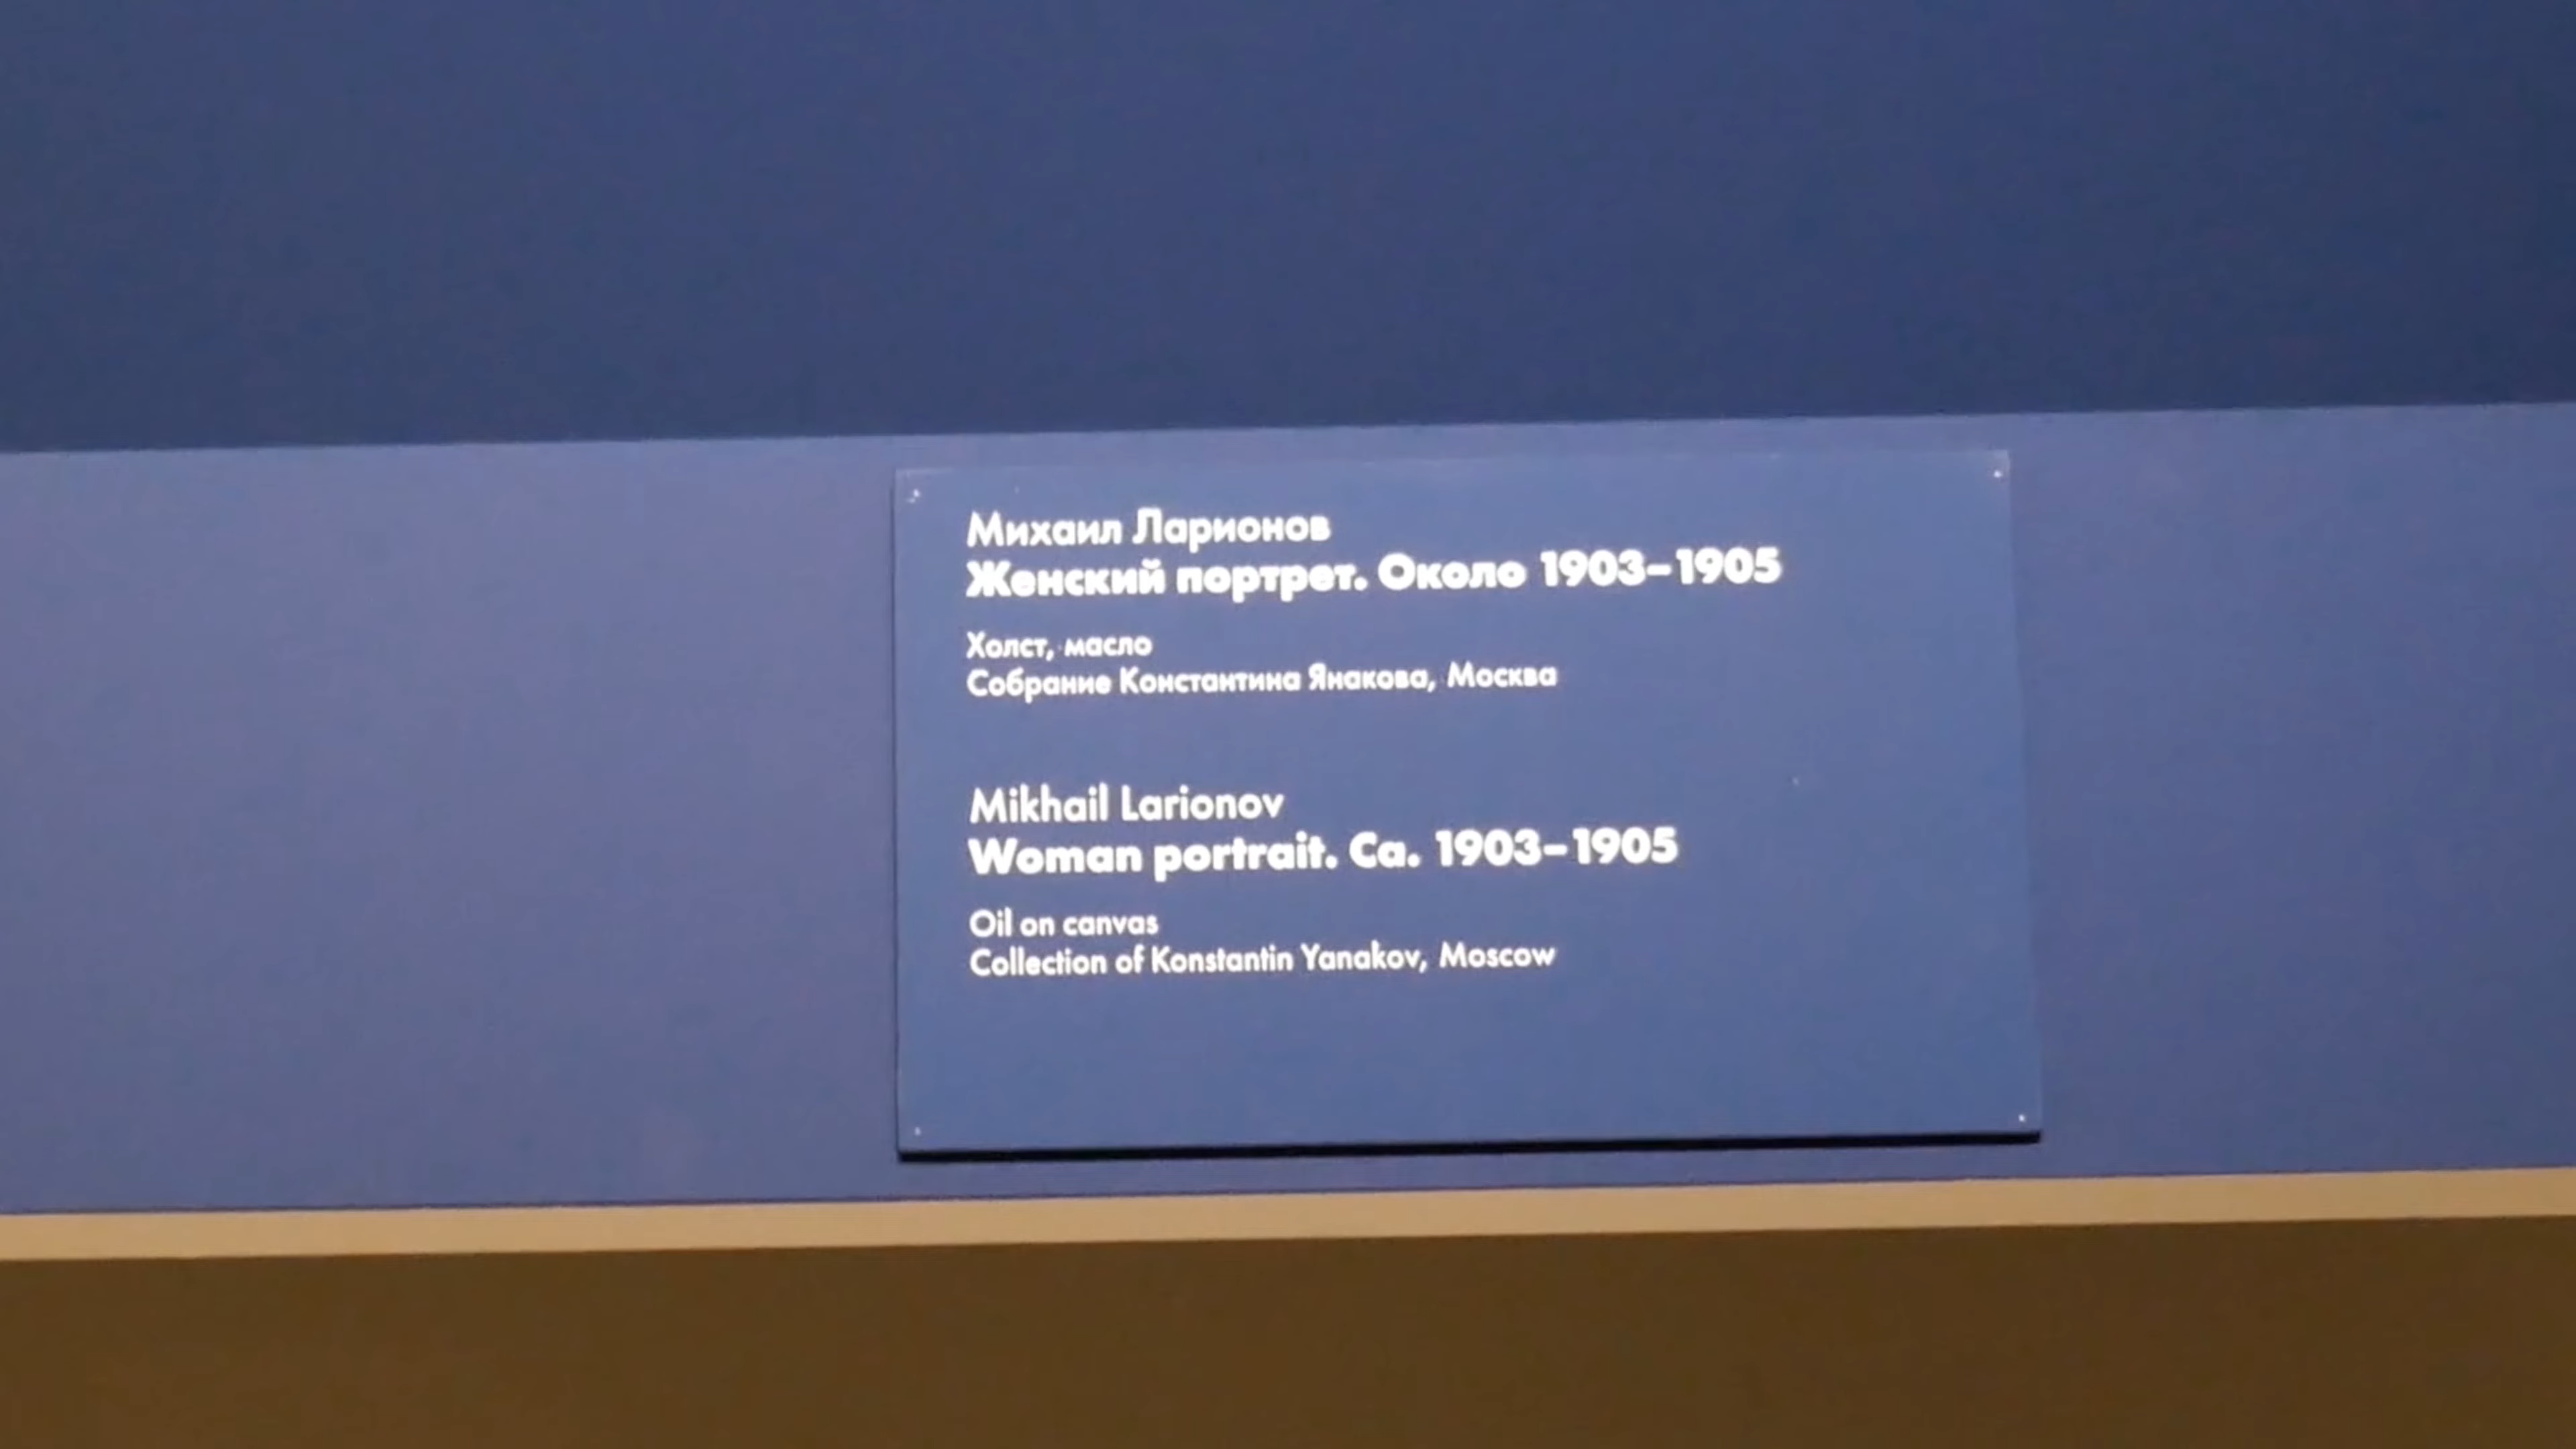 Михаил Ларионов
Женский портрет. Около 1903–1905
Холст, масло
Собрание Константина Янакова, Москва
Mikhail Larionov
Woman portrait. Ca. 1903–1905
Oil on canvas
Collection of Konstantin Yanakov, Moscow